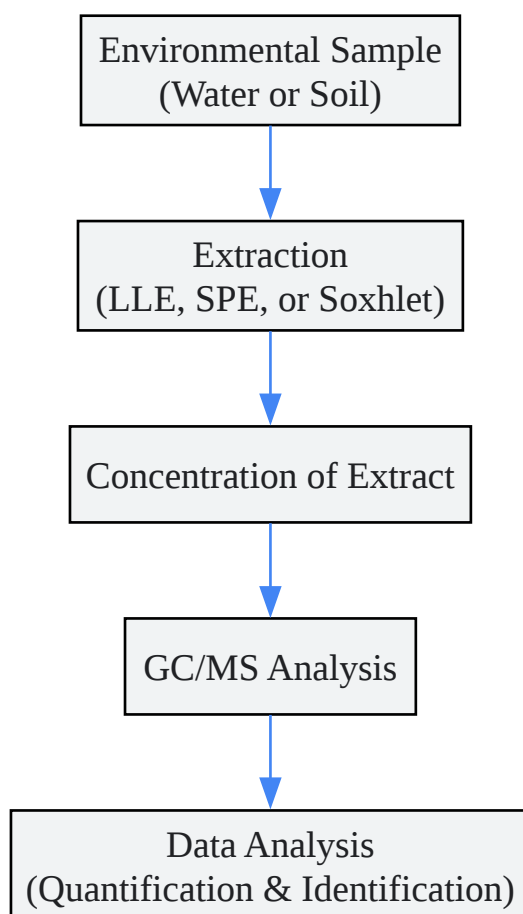 Environmental Sample
(Water or Soil)
Extraction
(LLE, SPE, or Soxhlet)
Concentration of Extract
GC/MS Analysis
Data Analysis
(Quantification & Identification)